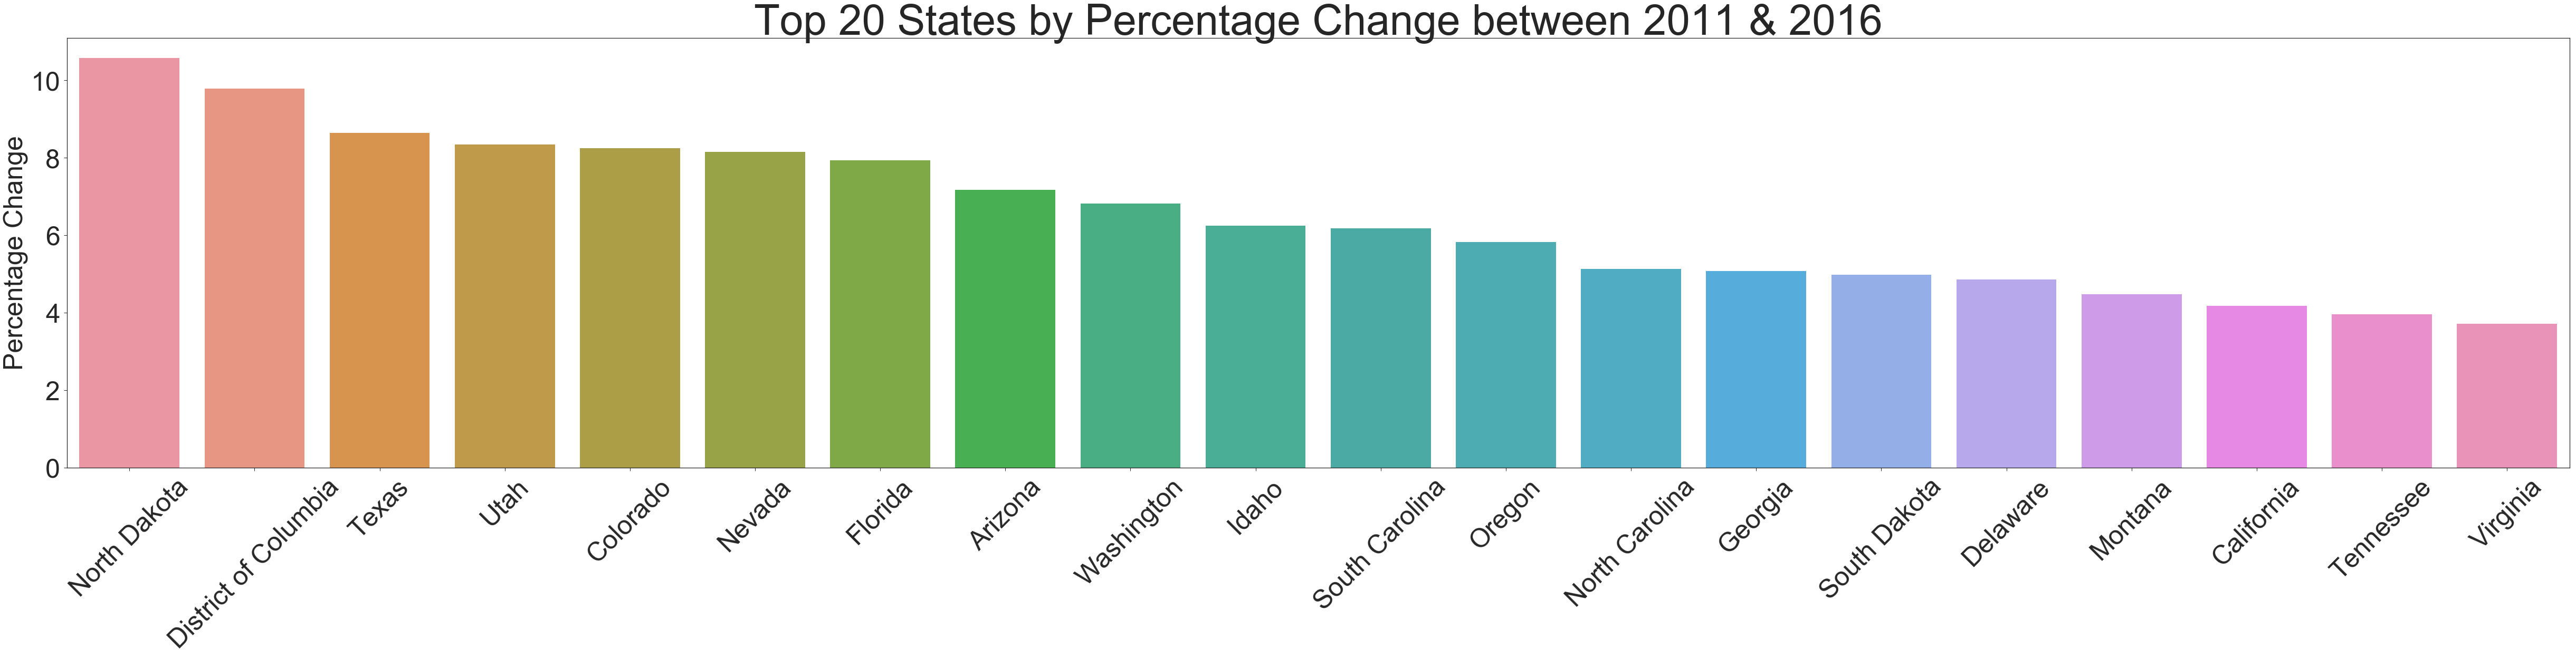 Top 20 States by Percentage Change between 2011 & 2016
Percentage Change
10
8
6
4
2
0
North Dakota
District of Columbia
Texas
Utah
Colorado
Nevada
Florida
Arizona
Washington
Idaho
South Carolina
Oregon
North Carolina
Georgia
South Dakota
Delaware
Montana
California
Tennessee
Virginia